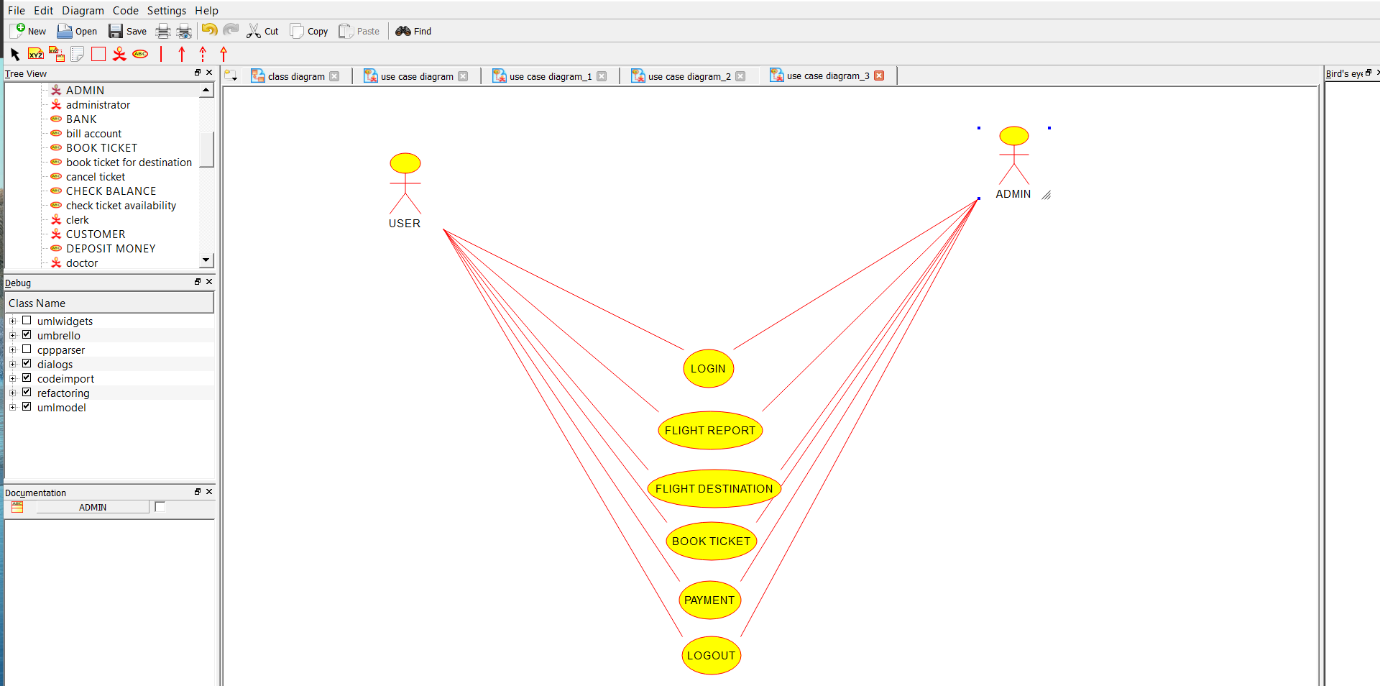 File Edit Diagram Code Settings Help
New Open Save Cut Copy Paste Find
Tree View
class diagram use case diagram use case diagram_1 use case diagram_2 use case diagram_3
Bird's eye
ADMIN
administrator
BANK
bill account
BOOK TICKET
book ticket for destination
cancel ticket
CHECK BALANCE
check ticket availability
clerk
CUSTOMER
DEPOSIT MONEY
doctor
Debug
Class Name
umlwidgets
umbrello
cppparser
dialogs
codeimport
refactoring
umlmodel
Documentation
ADMIN
USER
ADMIN
LOGIN
FLIGHT REPORT
FLIGHT DESTINATION
BOOK TICKET
PAYMENT
LOGOUT